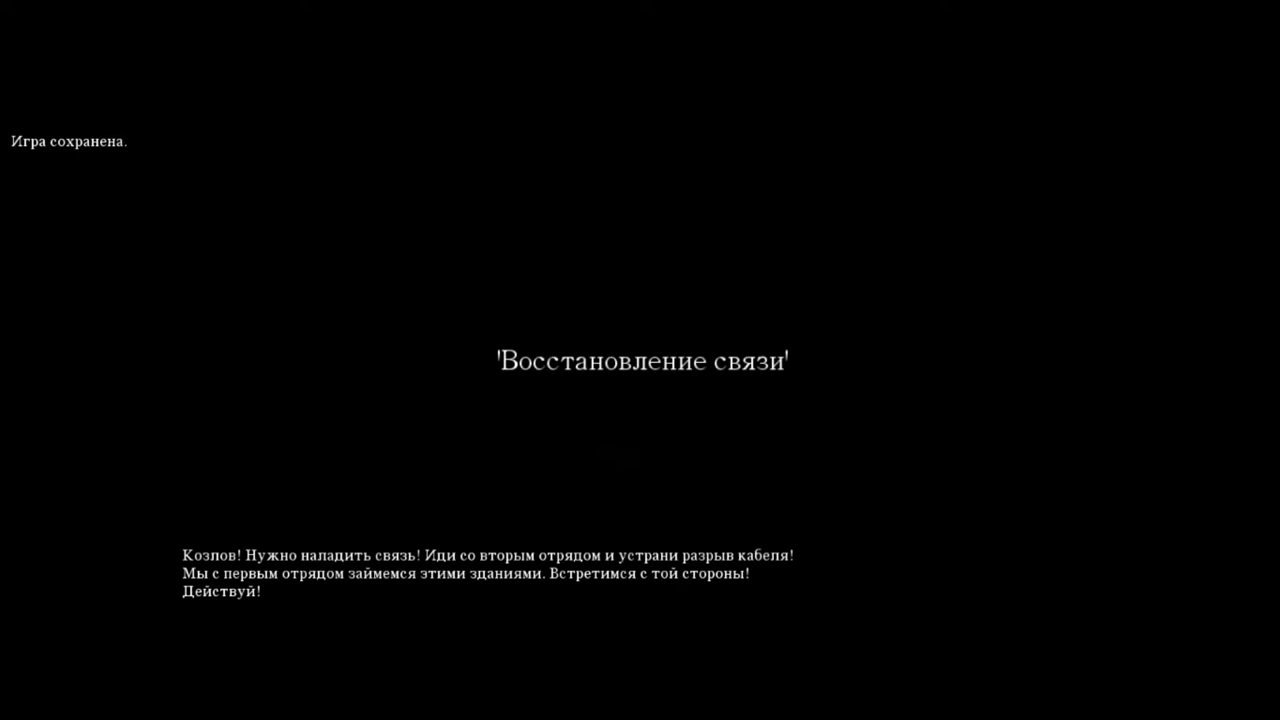 Игра сохранена.
'Восстановление связи'
Козлов! Нужно наладить связь! Иди со вторым отрядом и устрани разрыв кабеля!
Мы с первым отрядом займемся этими зданиями. Встретимся с той стороны!
Действуй!